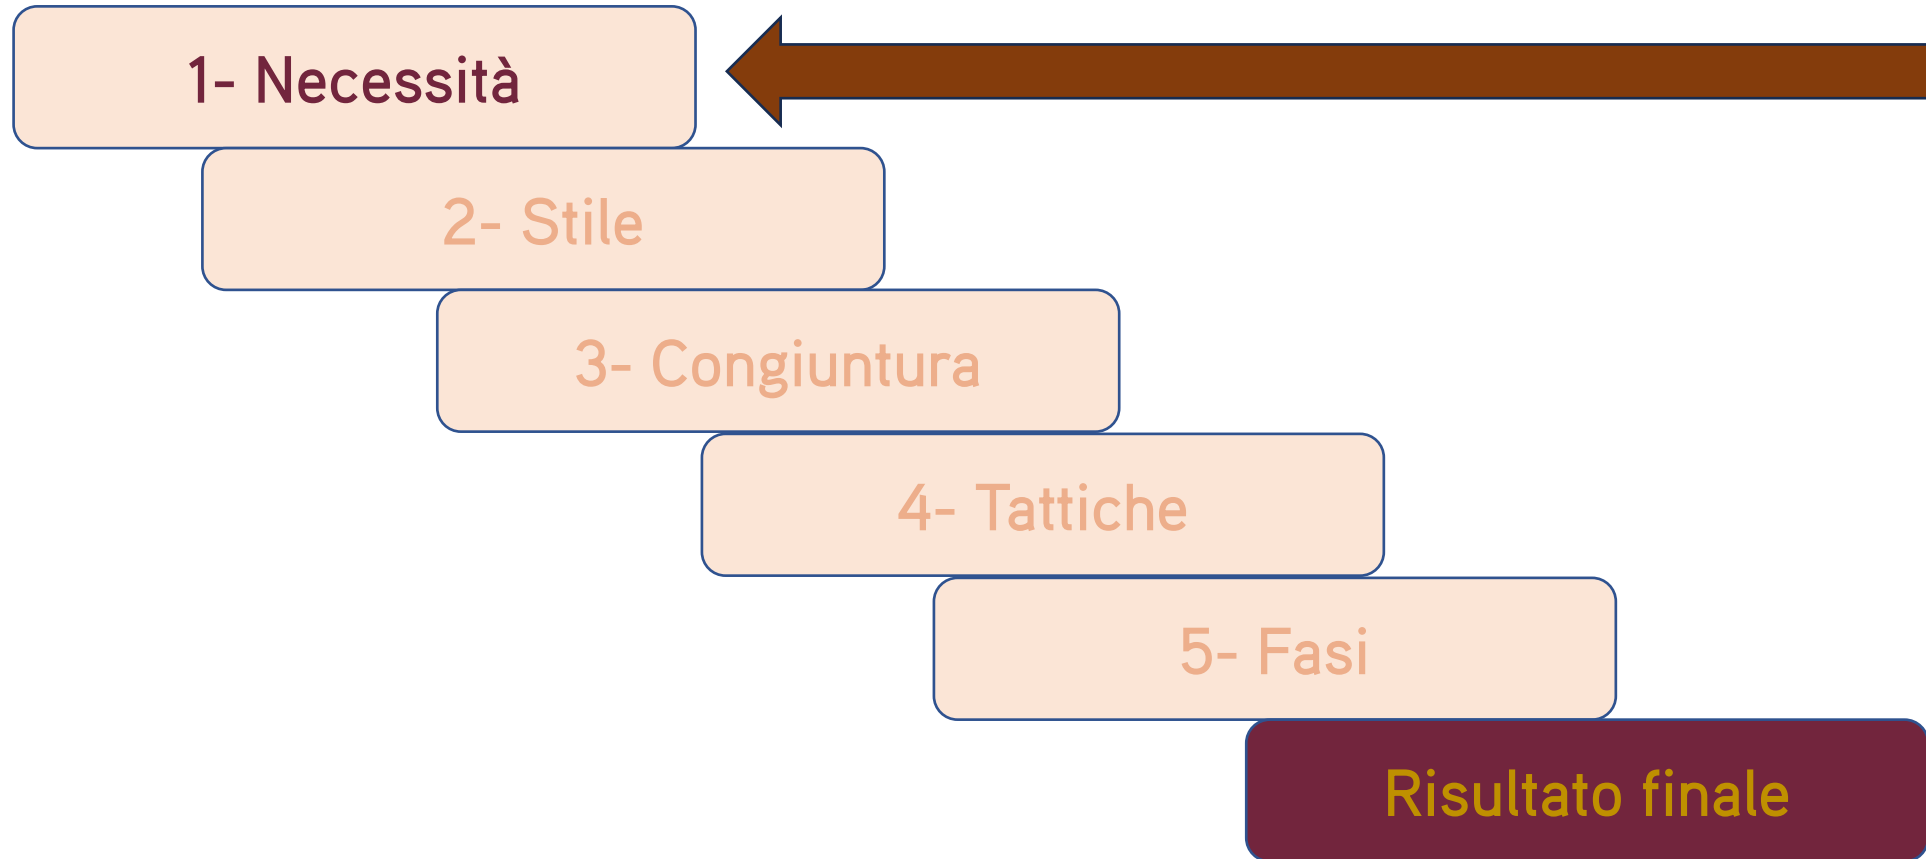 1- Necessità
2- Stile
3- Congiuntura
4- Tattiche
5- Fasi
Risultato finale